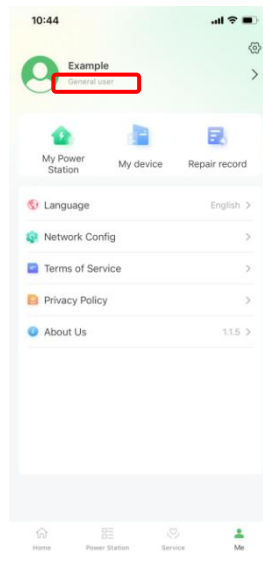 10:44
Example
General user
My Power
Station
My device
Repair record
Language
English
Network Config
Terms of Service
Privacy Policy
About Us
1.1.5
Home
Power Station
Service
Me